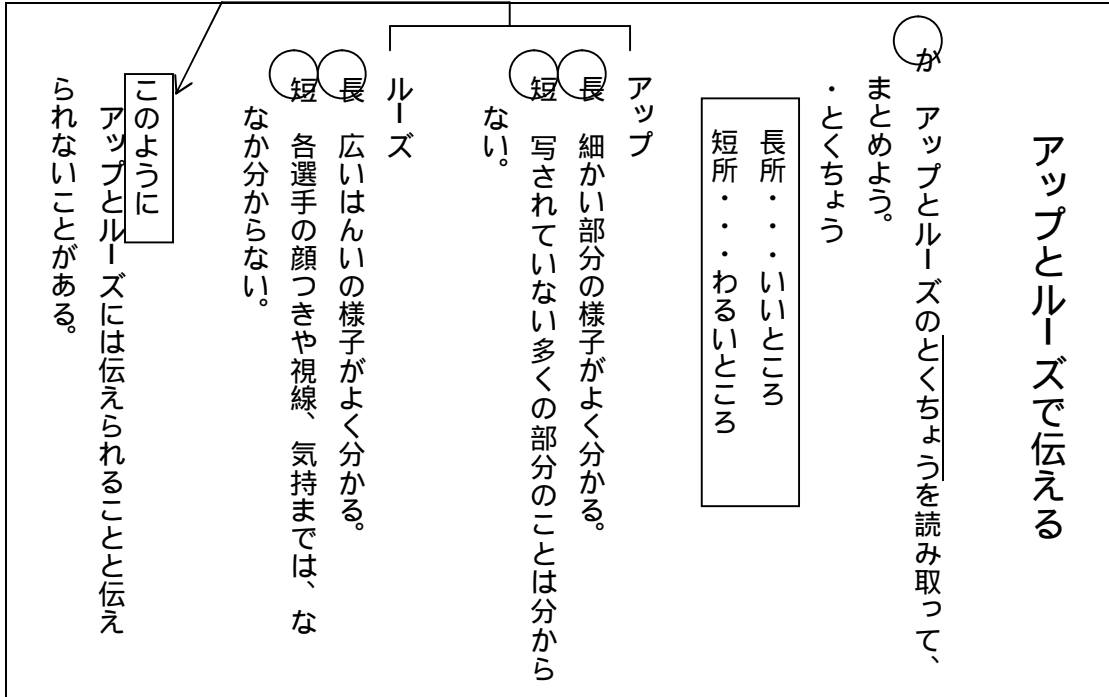 アップとルーズで伝える
か アップとルーズのとくちょうを読み取って、
まとめよう。
・とくちょう
長所・・・いいところ
短所・・・わるいところ
アップ
長 細かい部分の様子がよく分かる。
短 写されていない多くの部分のことは分から
ない。
ルーズ
長 広いはんいの様子がよく分かる。
短 各選手の顔つきや視線、気持までは、な
なか分からない。
このように
アップとルーズには伝えられることと伝え
られないことがある。